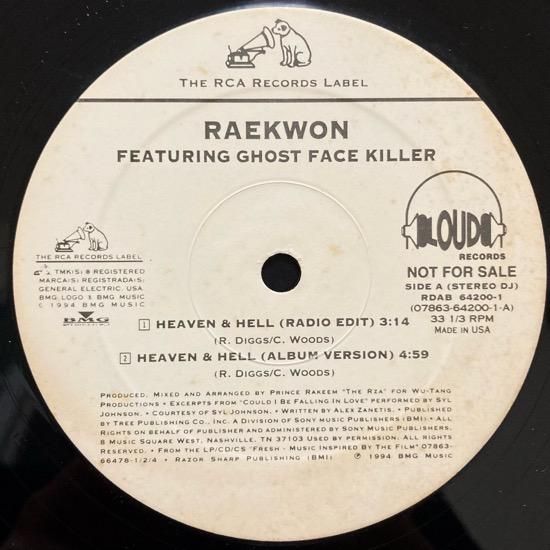 THE RCA RECORDS LABEL
RAEKWON
FEATURING GHOST FACE KILLER
THE RCA RECORDS LABEL
TMK(S) ® REGISTERED
MARCA(S) REGISTRADA(S)
GENERAL ELECTRIC, USA
BMG LOGO & BMG MUSIC
© 1994 BMG MUSIC
BMG
LOUD
RECORDS
NOT FOR SALE
SIDE A (STEREO DJ)
RDAB 64200-1
(07863-64200-1-A)
33 1/3 RPM
MADE IN USA
1 HEAVEN & HELL (RADIO EDIT) 3:14
(R. DIGGS/C. WOODS)
2 HEAVEN & HELL (ALBUM VERSION) 4:59
(R. DIGGS/C. WOODS)
PRODUCED, MIXED AND ARRANGED BY PRINCE RAKEEM "THE RZA" FOR WU-TANG
PRODUCTIONS • EXCERPTS FROM "COULD I BE FALLING IN LOVE" PERFORMED BY SYL
JOHNSON. • COURTESY OF SYL JOHNSON. • WRITTEN BY ALEX ZANETIS. • PUBLISHED
BY TREE PUBLISHING CO., INC. A DIVISION OF SONY MUSIC PUBLISHERS. • ALL
RIGHTS ON BEHALF OF PUBLISHER AND ADMINISTERED BY SONY MUSIC PUBLISHERS,
8 MUSIC SQUARE WEST, NASHVILLE, TN 37103 USED BY PERMISSION. ALL RIGHTS
RESERVED. • FROM THE LP/CD/CS "FRESH - MUSIC INSPIRED BY THE FILM" 07863-
66478-1/2/4 • RAZOR SHARP PUBLISHING (BMI) ℗ 1994 BMG MUSIC